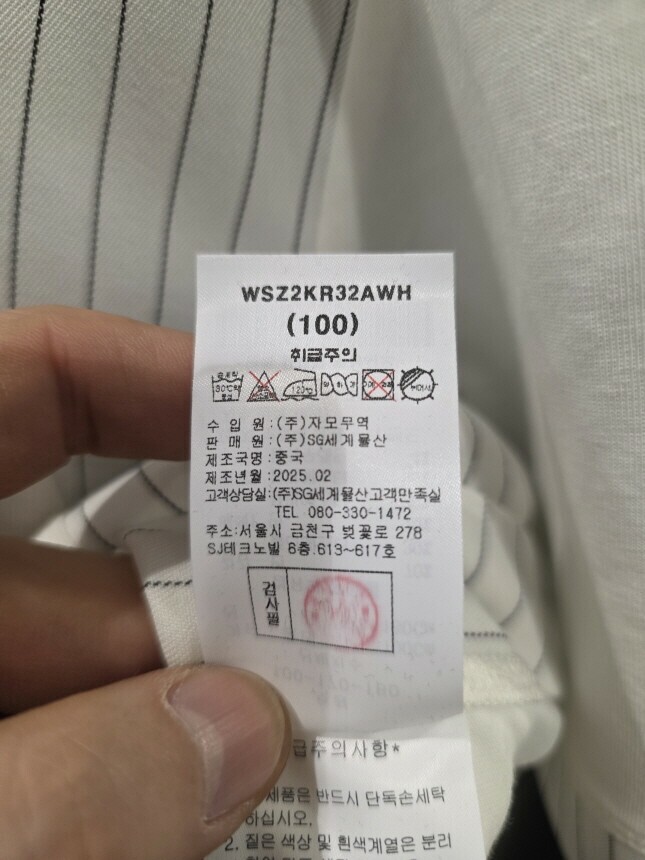 WSZ2KR32AWH
(100)
취급주의
30℃약
120℃
수 입 원:(주)자모무역
판 매 원:(주)SG세계물산
제조국명:중국
제조년월:2025.02
고객상담실:(주)SG세계물산고객만족실
TEL 080-330-1472
주소:서울시 금천구 벚꽃로 278
SJ테크노빌 6층.613~617호
검사필
급주의사항*
제품은 반드시 단독손세탁
하십시오.
2. 짙은 색상 및 흰색계열은 분리